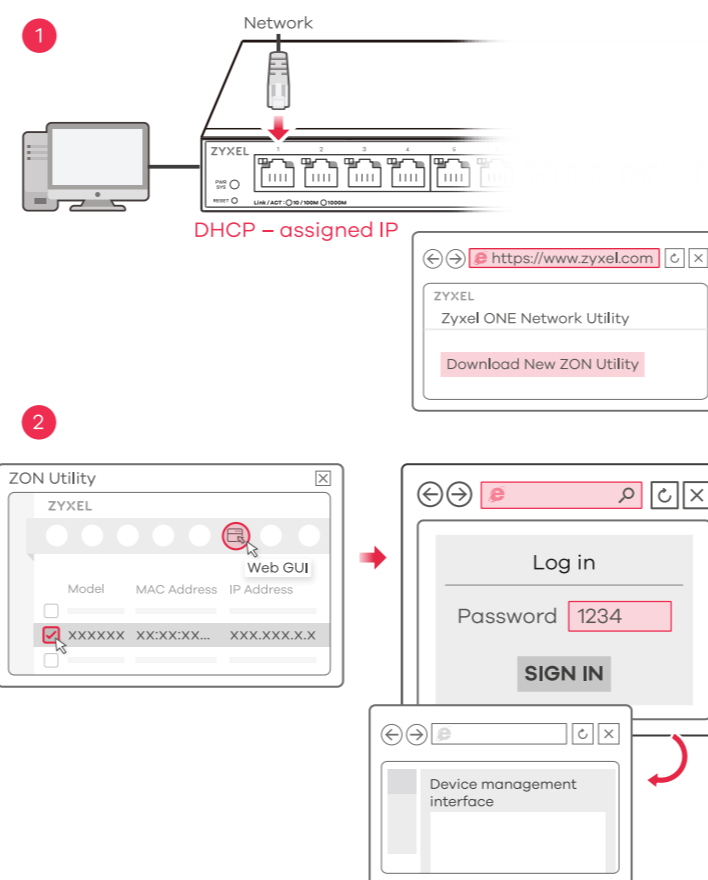 1
Network
ZYXEL
1 2 3 4 5
PWR
SYS
RESET
Link / ACT : 10 / 100M 1000M
DHCP – assigned IP
https://www.zyxel.com
ZYXEL
Zyxel ONE Network Utility
Download New ZON Utility
2
ZON Utility
ZYXEL
Web GUI
Model MAC Address IP Address
xxxxxx xx:xx:xx... xxx.xxx.x.x
Log in
Password 1234
SIGN IN
Device management
interface